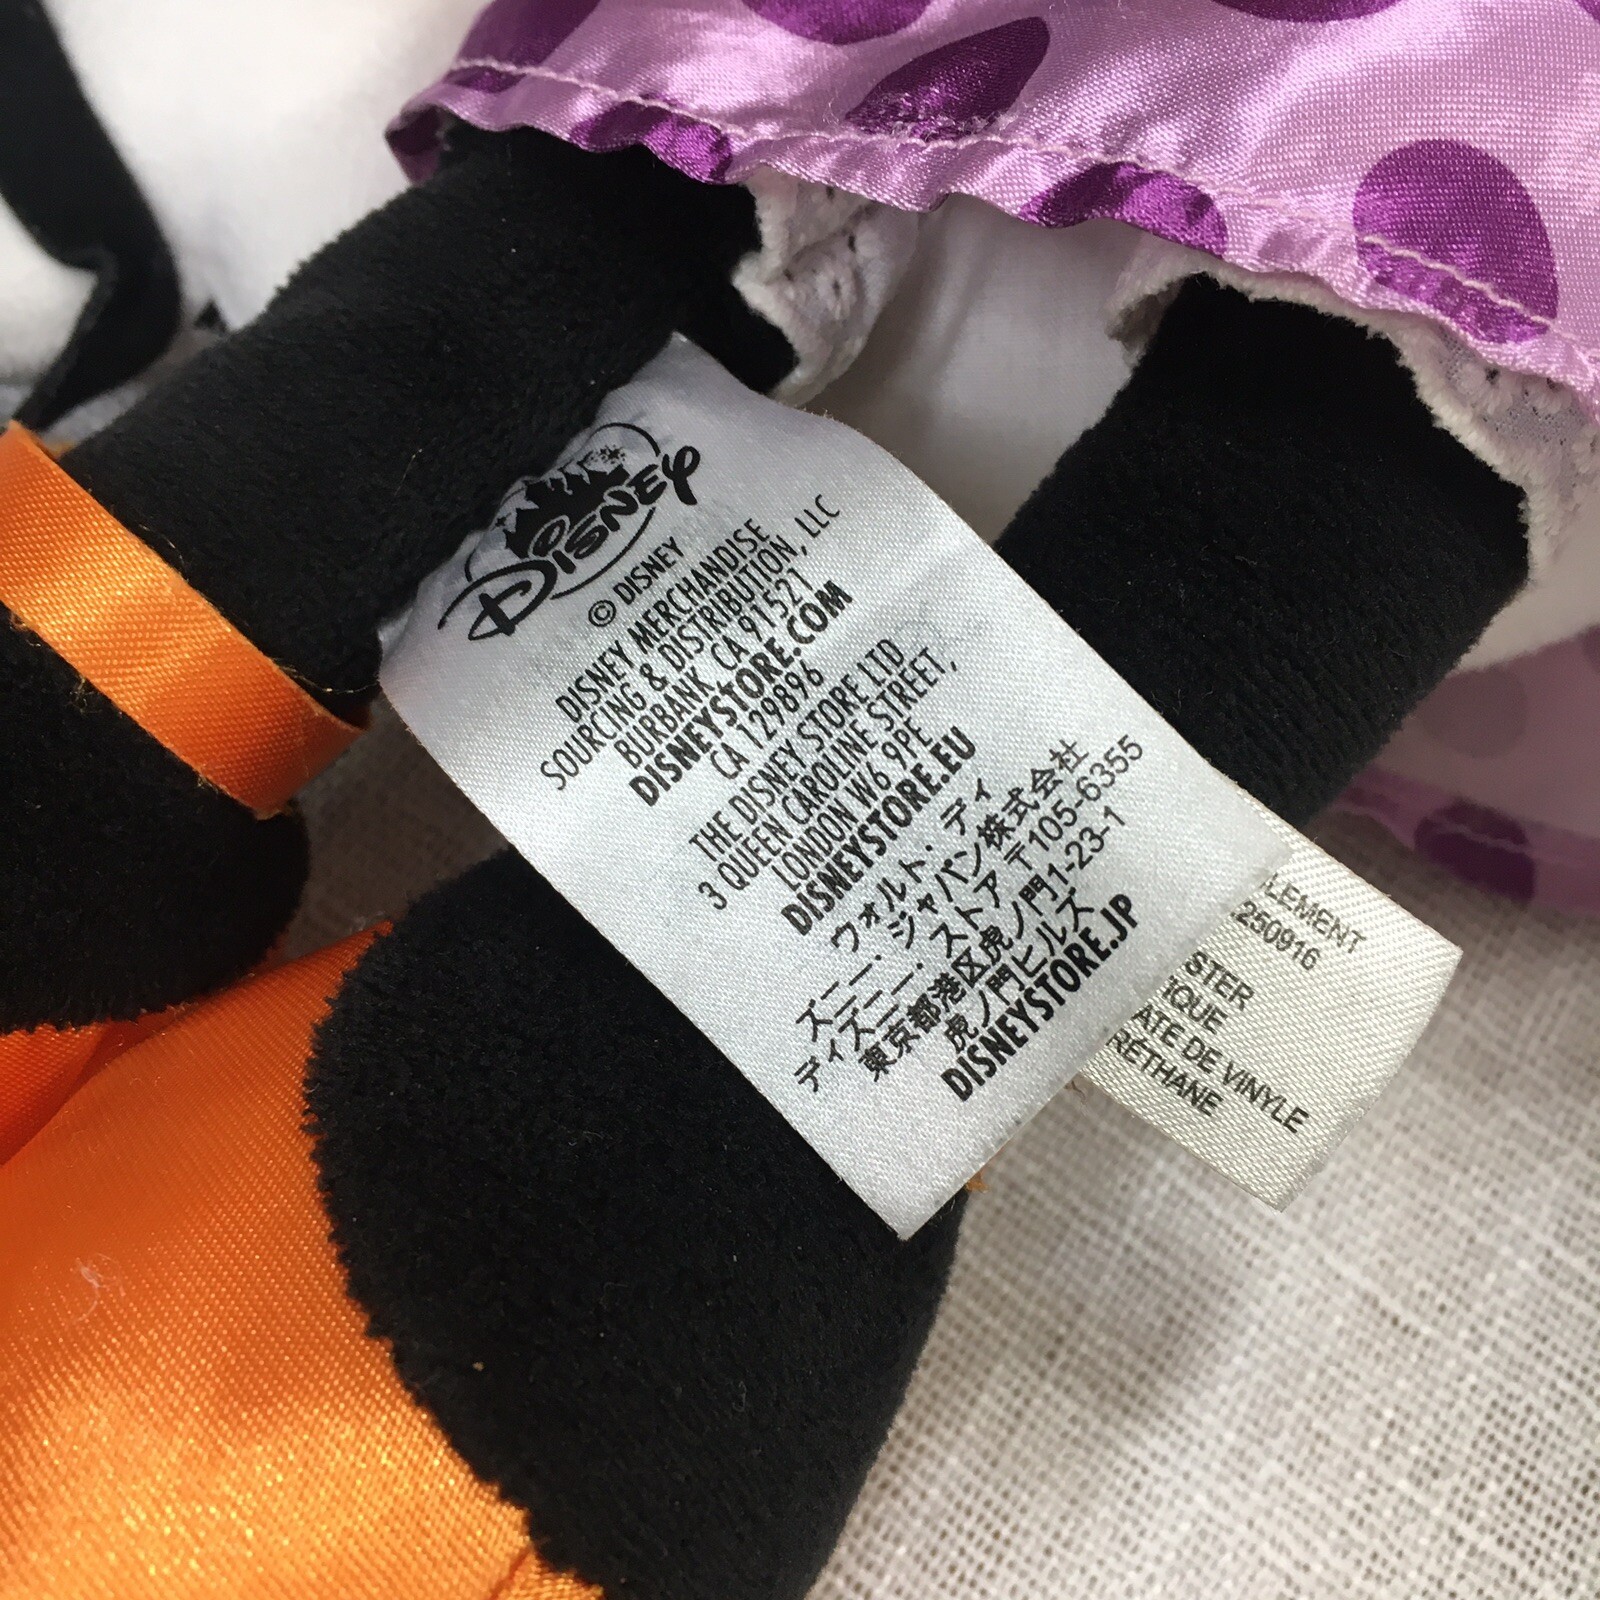 Disney
© DISNEY
DISNEY MERCHANDISE
SOURCING & DISTRIBUTION, LLC
BURBANK, CA 91521
DISNEYSTORE.COM
CA 129896
THE DISNEY STORE LTD
3 QUEEN CAROLINE STREET,
LONDON W6 9PE
DISNEYSTORE.EU
ウォルト・ディ
ズニー・ジャパン株式会社
ディズニー・ストア 〒105-6355
東京都港区虎ノ門1-23-1
虎ノ門ヒルズ
DISNEYSTORE.JP
LEMENT
250916
STER
IQUE
ATE DE VINYLE
RÉTHANE